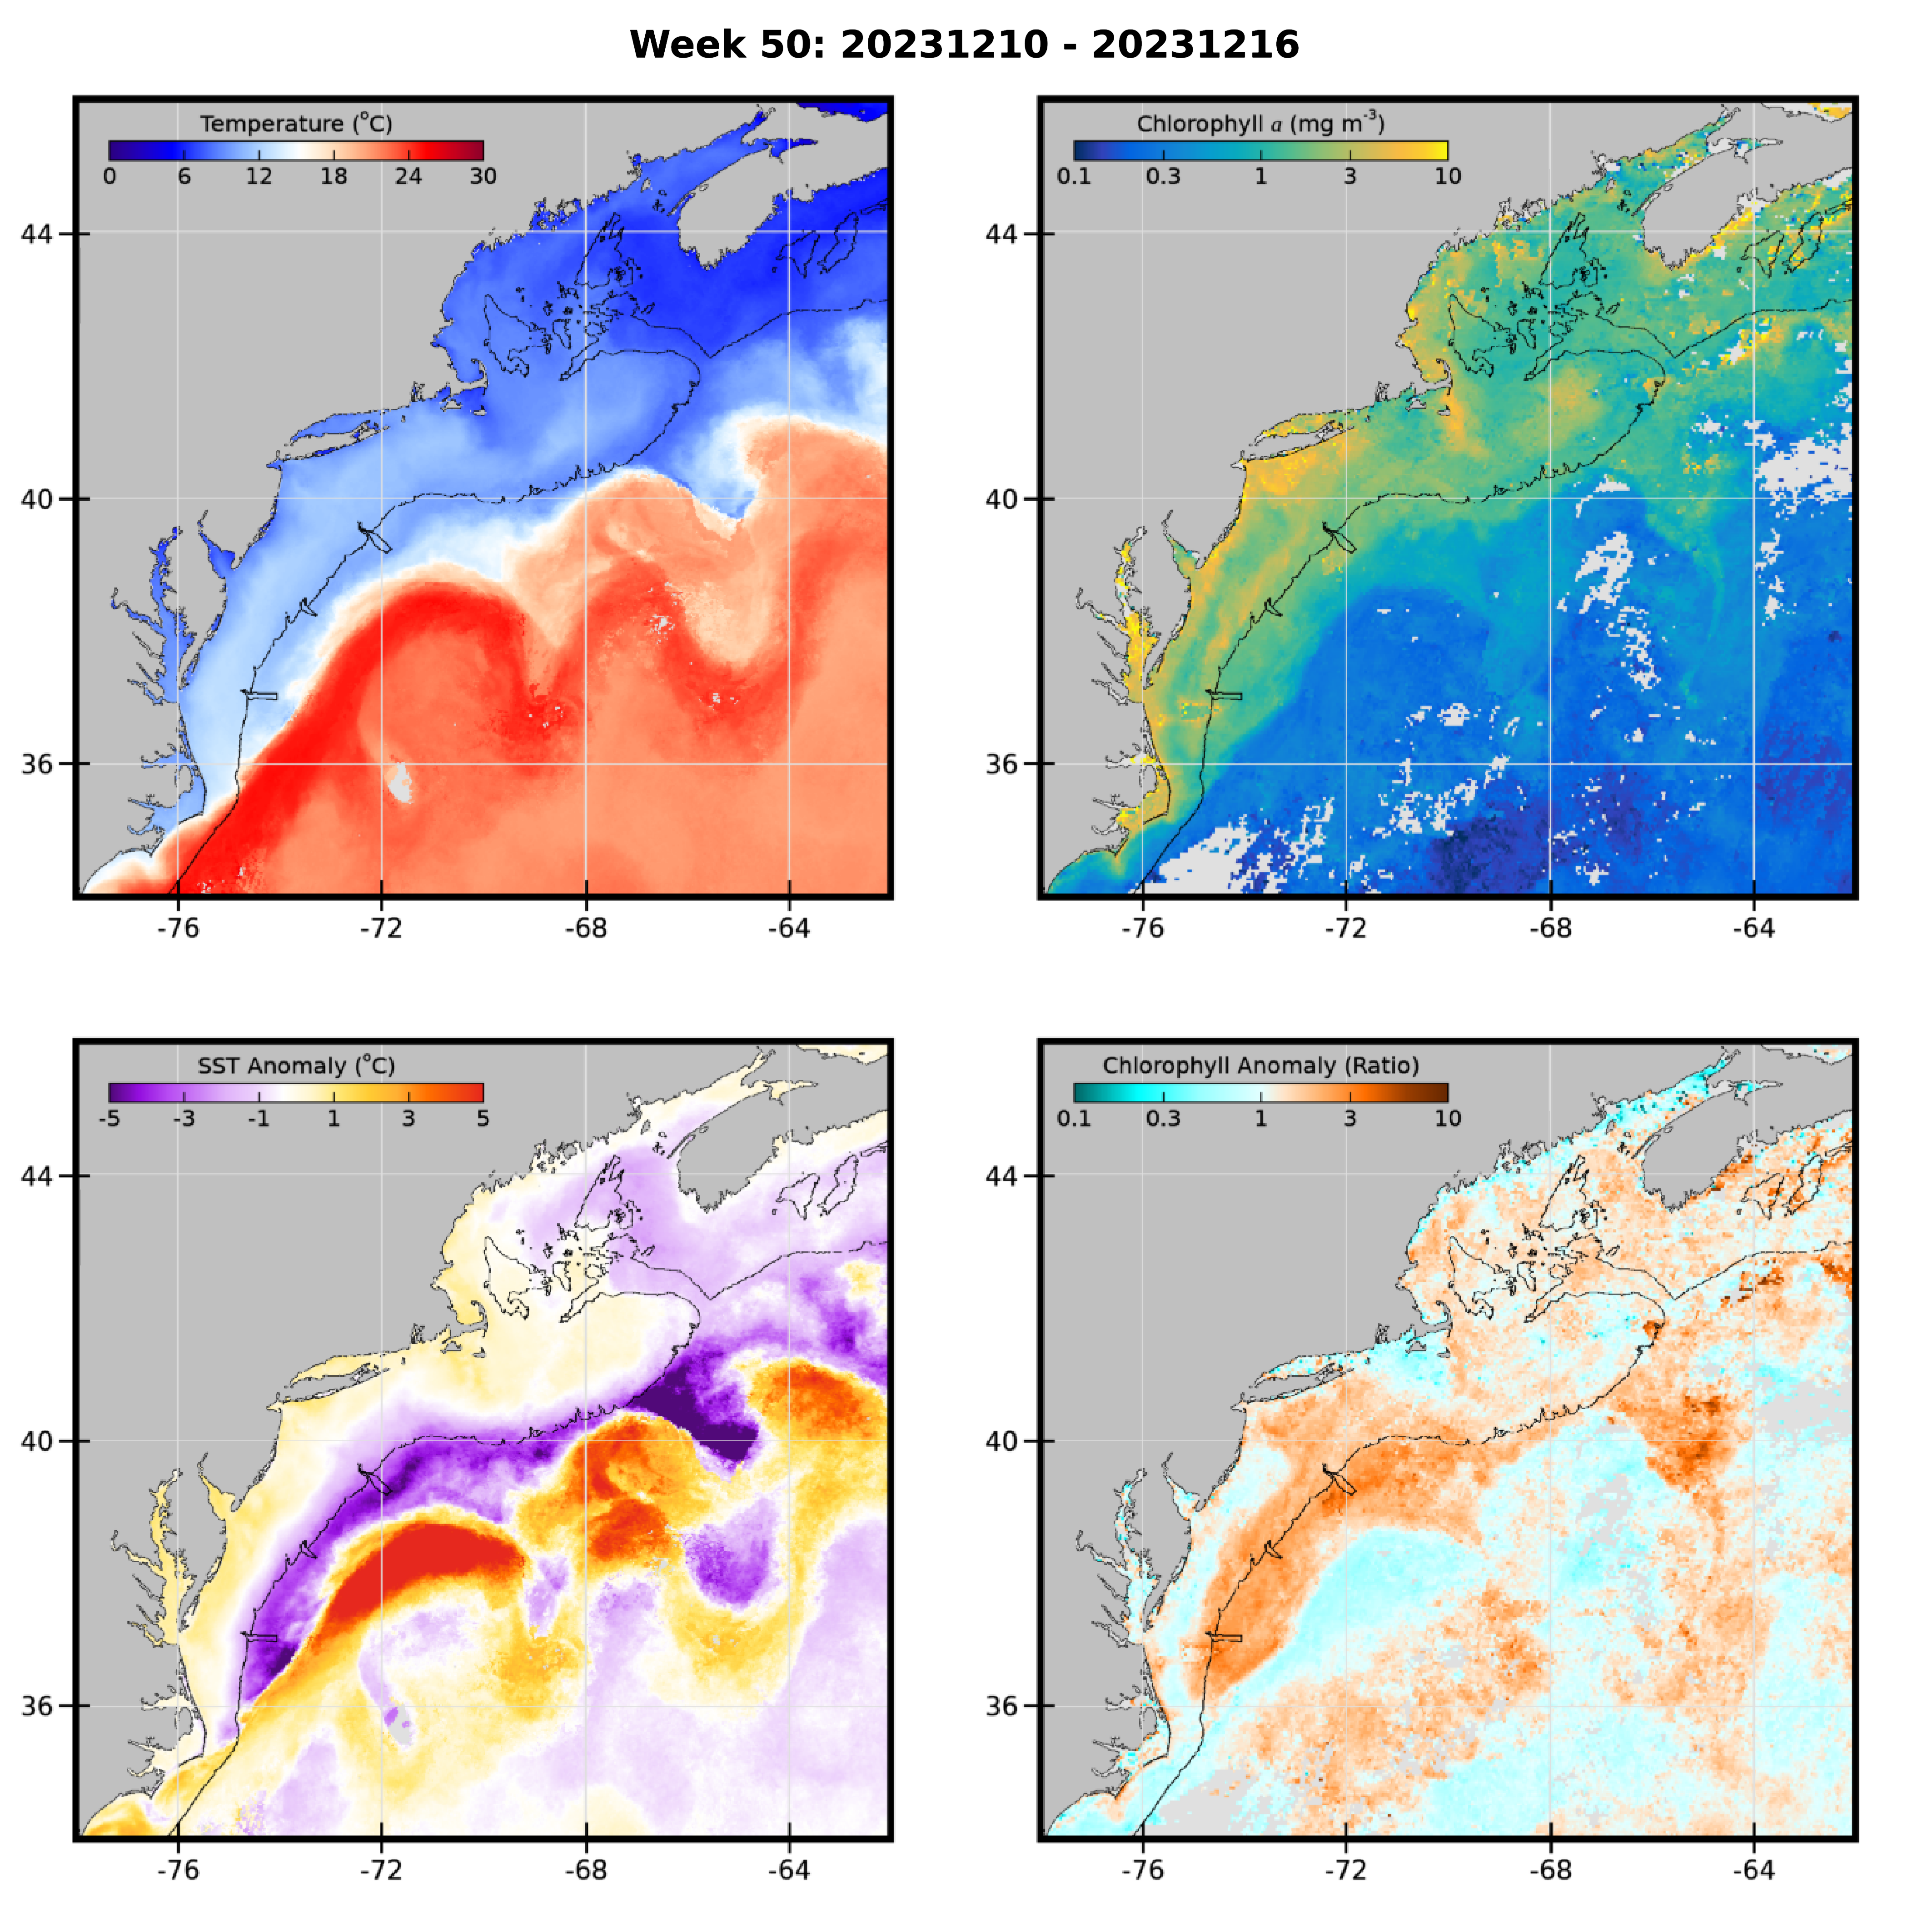 Week 50: 20231210 - 20231216
Temperature (°C)
0 6 12 18 24 30
44
40
36
-76 -72 -68 -64
Chlorophyll a (mg m⁻³)
0.1 0.3 1 3 10
44
40
36
-76 -72 -68 -64
SST Anomaly (°C)
-5 -3 -1 1 3 5
44
40
36
-76 -72 -68 -64
Chlorophyll Anomaly (Ratio)
0.1 0.3 1 3 10
44
40
36
-76 -72 -68 -64